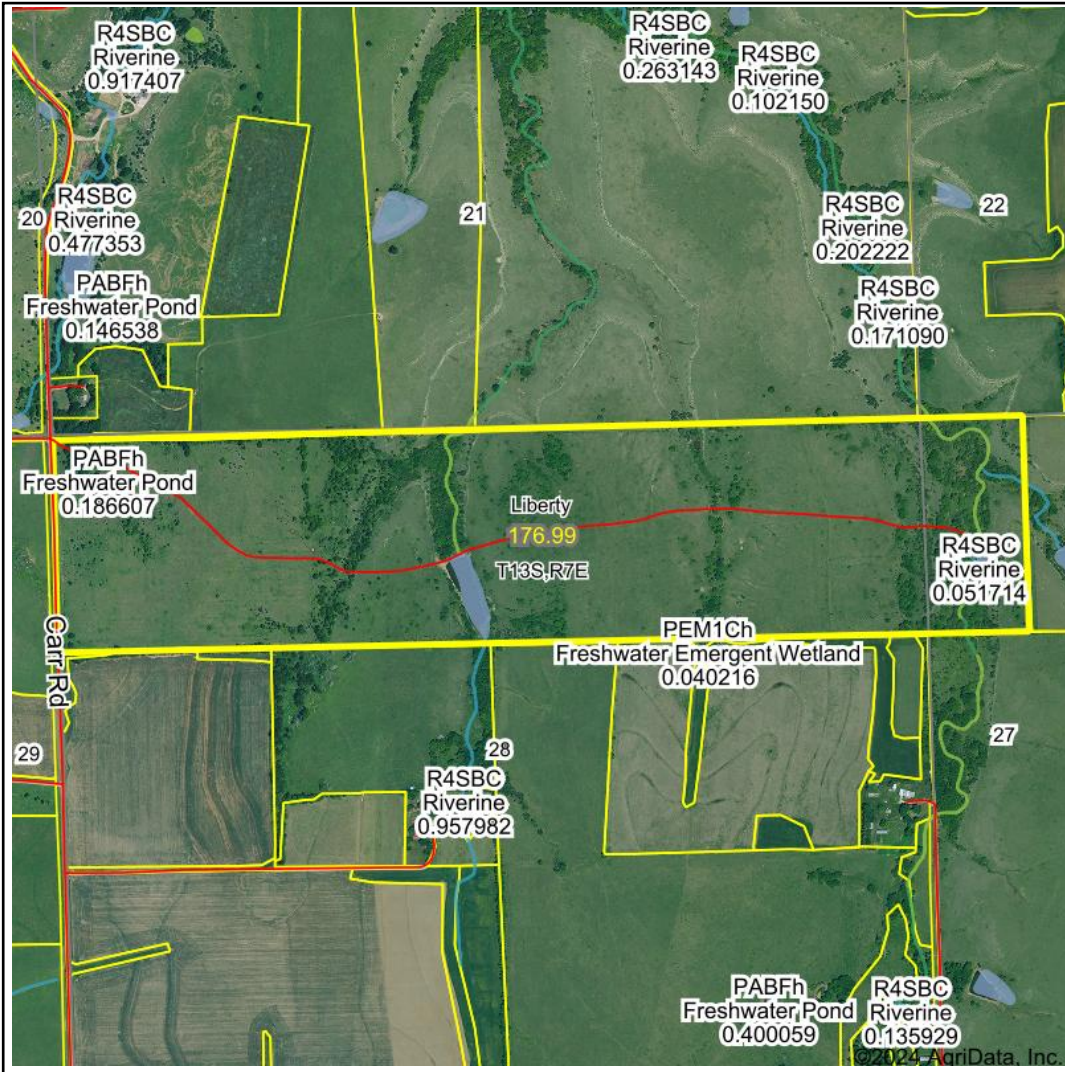 R4SBC
Riverine
0.917407
R4SBC
Riverine
0.263143
R4SBC
Riverine
0.102150
20
R4SBC
Riverine
0.477353
21
R4SBC
Riverine
0.202222
22
PABFh
Freshwater Pond
0.146538
R4SBC
Riverine
0.171090
PABFh
Freshwater Pond
0.186607
Liberty
176.99
T13S,R7E
R4SBC
Riverine
0.051714
Carr Rd
PEM1Ch
Freshwater Emergent Wetland
0.040216
29
28
27
R4SBC
Riverine
0.957982
PABFh
Freshwater Pond
0.400059
R4SBC
Riverine
0.135929
©2024 AgriData, Inc.